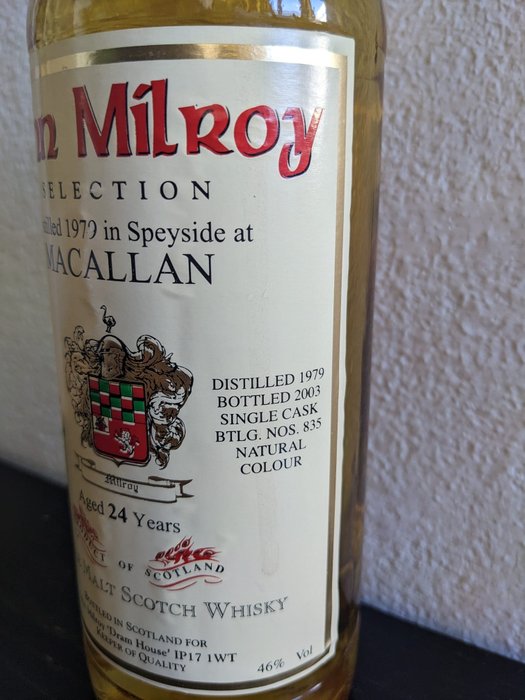 Milroy
SELECTION
1979 in Speyside at
MACALLAN
DISTILLED 1979
BOTTLED 2003
SINGLE CASK
BTLG. NOS. 835
NATURAL
COLOUR
Milroy
Aged 24 Years
OF SCOTLAND
MALT SCOTCH WHISKY
BOTTLED IN SCOTLAND FOR
Milroy 'Dram House' IP17 1WT
KEEPER OF QUALITY
46% Vol